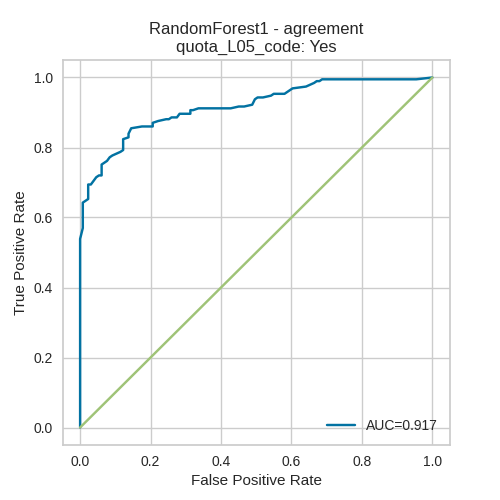 RandomForest1 - agreement
quota_L05_code: Yes
True Positive Rate
1.0
0.8
0.6
0.4
0.2
0.0
AUC=0.917
0.0 0.2 0.4 0.6 0.8 1.0
False Positive Rate